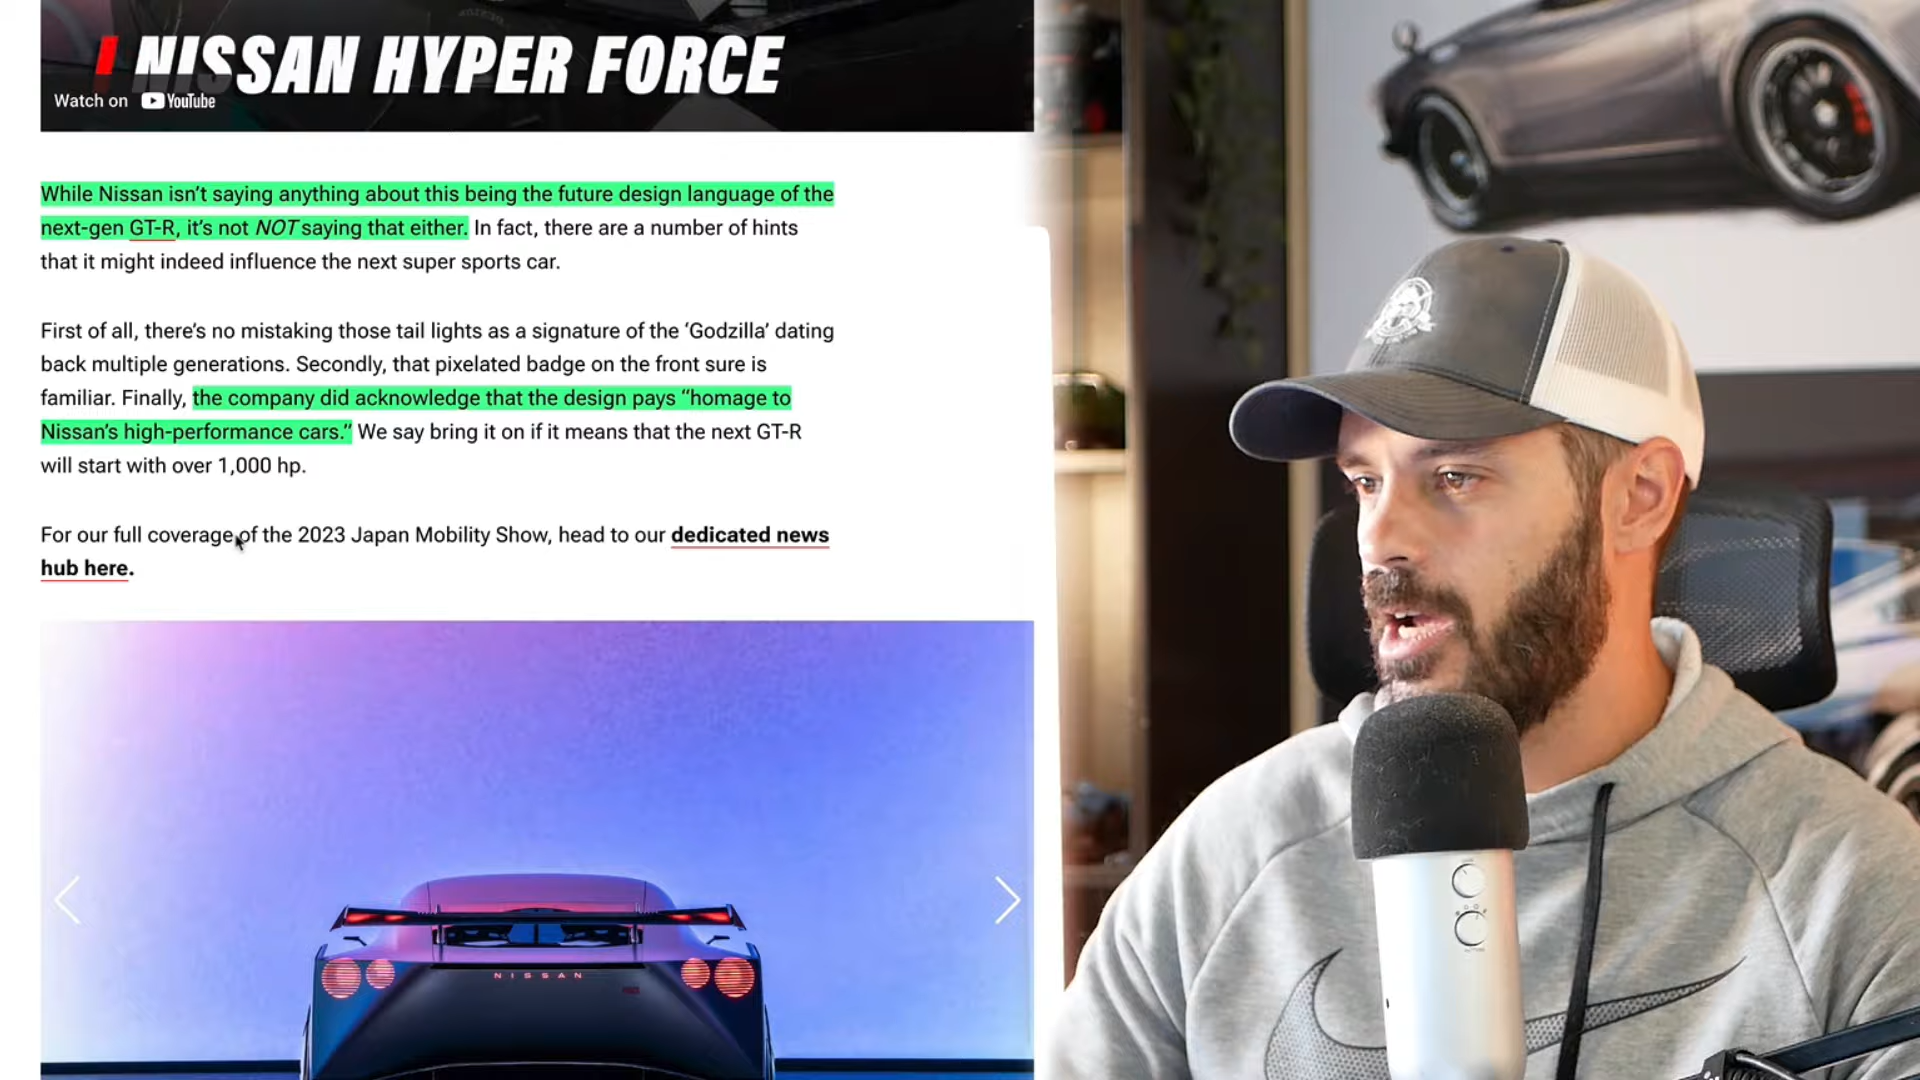 NISSAN HYPER FORCE
Watch on YouTube
While Nissan isn't saying anything about this being the future design language of the
next-gen GT-R, it's not NOT saying that either. In fact, there are a number of hints
that it might indeed influence the next super sports car.
First of all, there's no mistaking those tail lights as a signature of the ‘Godzilla’ dating
back multiple generations. Secondly, that pixelated badge on the front sure is
familiar. Finally, the company did acknowledge that the design pays “homage to
Nissan's high-performance cars.” We say bring it on if it means that the next GT-R
will start with over 1,000 hp.
For our full coverage of the 2023 Japan Mobility Show, head to our dedicated news
hub here.
NISSAN